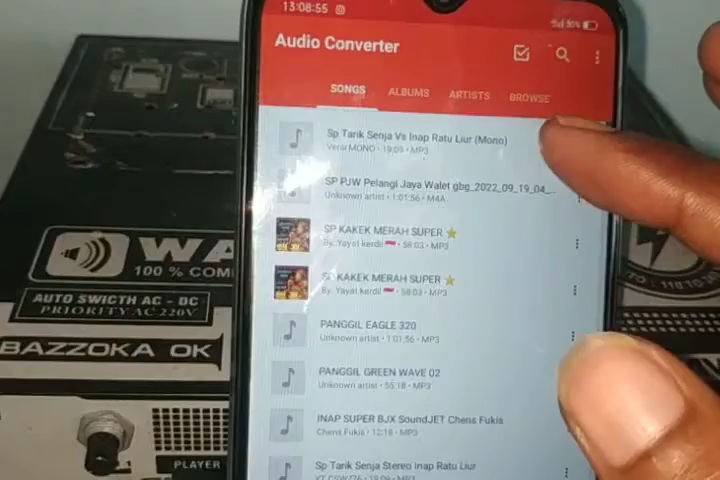 13:08:55
50%
Audio Converter
SONGS
ALBUMS
ARTISTS
BROWSE
Sp Tarik Senja Vs Inap Ratu Liur (Mono)
MONO • 19:09 • MP3
SP PJW Pelangi Jaya Walet gbg_2022_09_19_04_...
Unknown artist • 1:01:56 • M4A
SP KAKEK MERAH SUPER ⭐
By. Yayat kerdil 🇮🇩 • 58:03 • MP3
SP KAKEK MERAH SUPER ⭐
By. Yayat kerdil 🇮🇩 • 58:03 • MP3
PANGGIL EAGLE 320
Unknown artist • 1:01:56 • MP3
PANGGIL GREEN WAVE 02
Unknown artist • 55:18 • MP3
INAP SUPER BJX SoundJET Chens Fukis
Chens Fukis • 12:18 • MP3
Sp Tarik Senja Stereo Inap Ratu Liur
WA
100 % COM
AUTO SWICTH AC - DC
PRIORITY AC 220V
BAZZOKA OK
PLAYER